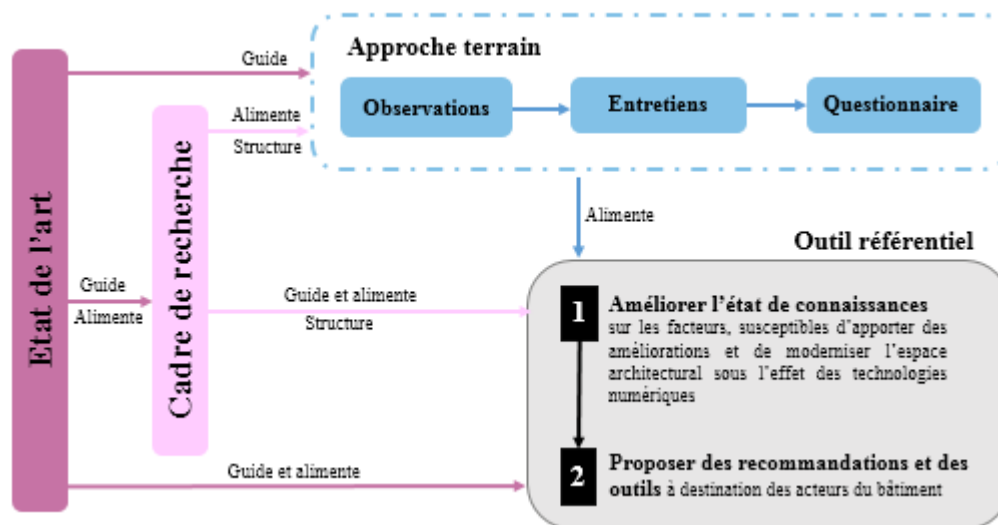 Approche terrain
Guide
Observations
Entretiens
Questionnaire
Alimente
Structure
Etat de l'art
Cadre de recherche
Alimente
Outil référentiel
Guide
Alimente
Guide et alimente
Structure
1
Améliorer l'état de connaissances
sur les facteurs, susceptibles d'apporter des
améliorations et de moderniser l'espace
architectural sous l'effet des technologies
numériques
Guide et alimente
2
Proposer des recommandations et des
outils à destination des acteurs du bâtiment